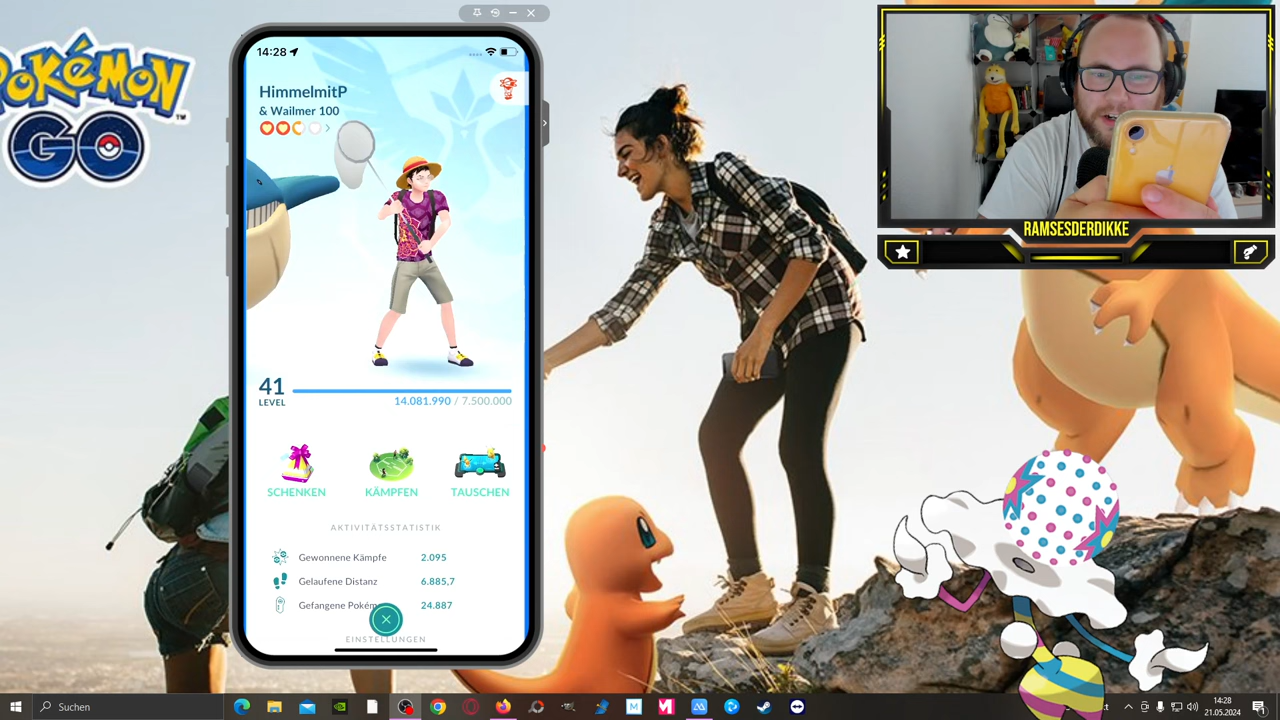 POKÉMON
GO
TM
14:28
HimmelmitP
& Wailmer 100
41
LEVEL
14.081.990 / 7.500.000
SCHENKEN
KÄMPFEN
TAUSCHEN
AKTIVITÄTSSTATISTIK
Gewonnene Kämpfe 2.095
Gelaufene Distanz 6.885,7
Gefangene Pokém 24.887
EINSTELLUNGEN
RAMSESDERDIKKE
Suchen
14:28
21.05.2024